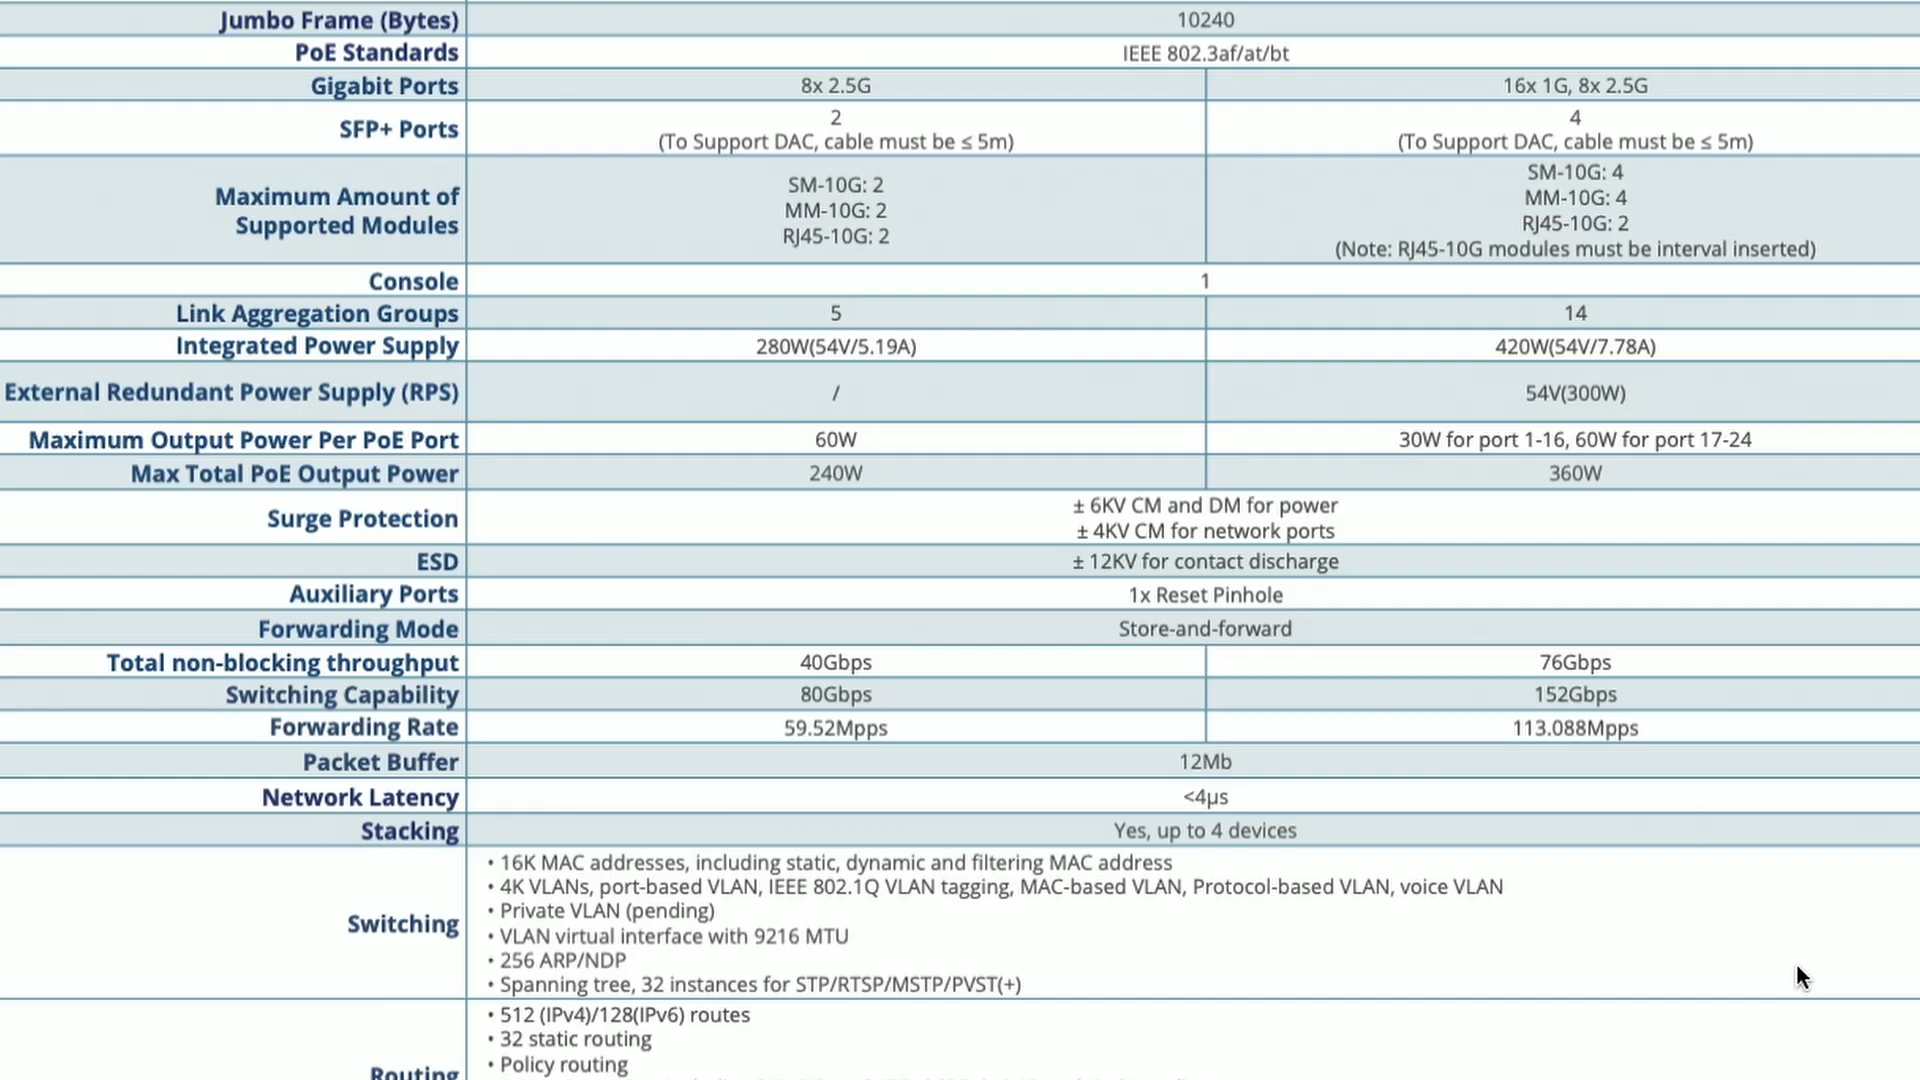 Jumbo Frame (Bytes) 10240
PoE Standards IEEE 802.3af/at/bt
Gigabit Ports 8x 2.5G 16x 1G, 8x 2.5G
SFP+ Ports
2
(To Support DAC, cable must be ≤ 5m)
4
(To Support DAC, cable must be ≤ 5m)
Maximum Amount of
Supported Modules
SM-10G: 2
MM-10G: 2
RJ45-10G: 2
SM-10G: 4
MM-10G: 4
RJ45-10G: 2
(Note: RJ45-10G modules must be interval inserted)
Console 1
Link Aggregation Groups 5 14
Integrated Power Supply 280W(54V/5.19A) 420W(54V/7.78A)
External Redundant Power Supply (RPS) / 54V(300W)
Maximum Output Power Per PoE Port 60W 30W for port 1-16, 60W for port 17-24
Max Total PoE Output Power 240W 360W
Surge Protection
± 6KV CM and DM for power
± 4KV CM for network ports
ESD ± 12KV for contact discharge
Auxiliary Ports 1x Reset Pinhole
Forwarding Mode Store-and-forward
Total non-blocking throughput 40Gbps 76Gbps
Switching Capability 80Gbps 152Gbps
Forwarding Rate 59.52Mpps 113.088Mpps
Packet Buffer 12Mb
Network Latency <4μs
Stacking Yes, up to 4 devices
Switching
• 16K MAC addresses, including static, dynamic and filtering MAC address
• 4K VLANs, port-based VLAN, IEEE 802.1Q VLAN tagging, MAC-based VLAN, Protocol-based VLAN, voice VLAN
• Private VLAN (pending)
• VLAN virtual interface with 9216 MTU
• 256 ARP/NDP
• Spanning tree, 32 instances for STP/RTSP/MSTP/PVST(+)
Routing
• 512 (IPv4)/128(IPv6) routes
• 32 static routing
• Policy routing